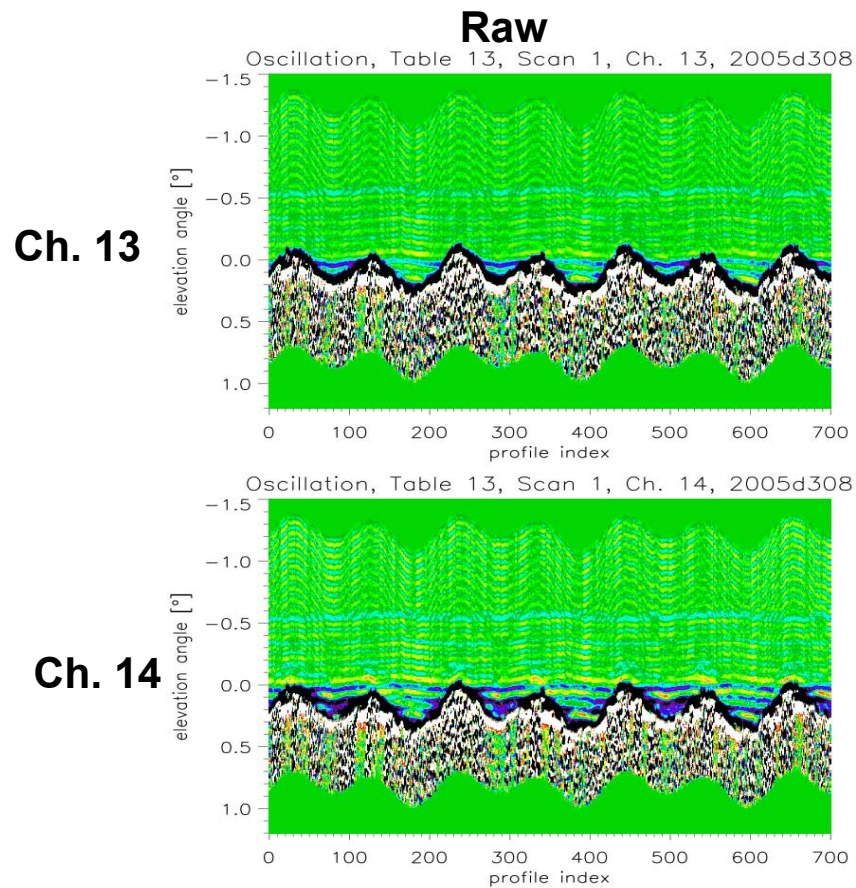 Raw
Oscillation, Table 13, Scan 1, Ch. 13, 2005d308
Ch. 13
elevation angle [°]
−1.5
−1.0
−0.5
0.0
0.5
1.0
0 100 200 300 400 500 600 700
profile index
Oscillation, Table 13, Scan 1, Ch. 14, 2005d308
Ch. 14
elevation angle [°]
−1.5
−1.0
−0.5
0.0
0.5
1.0
0 100 200 300 400 500 600 700
profile index